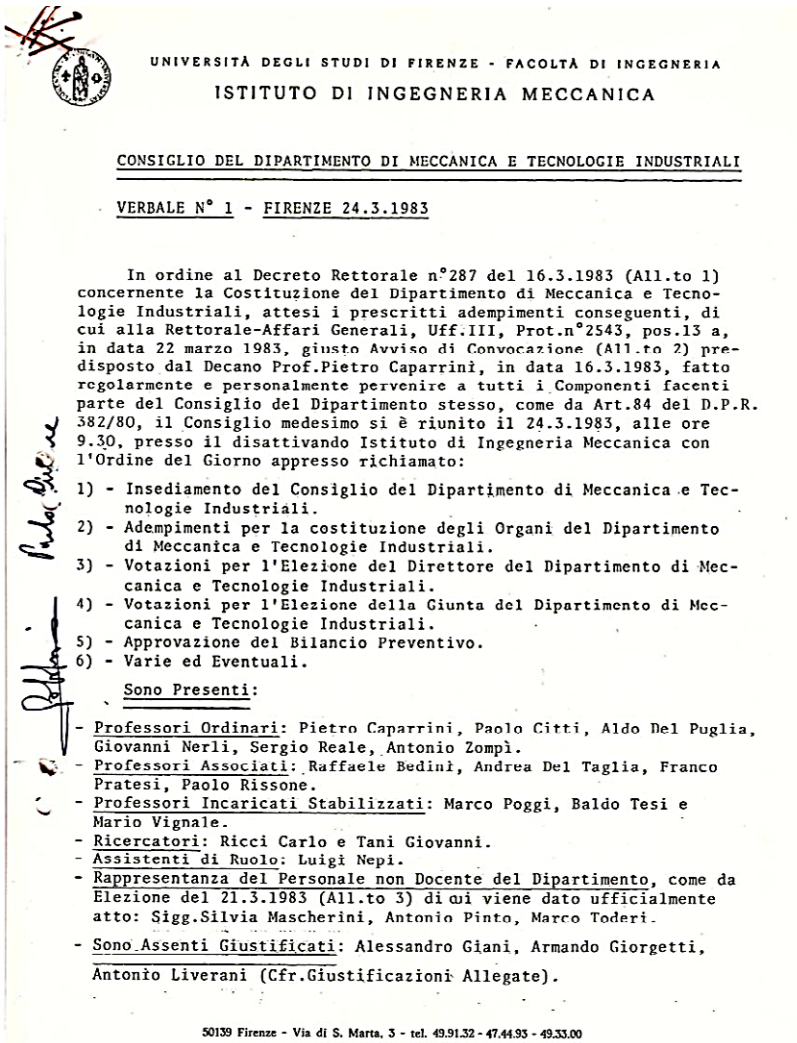 UNIVERSITÀ DEGLI STUDI DI FIRENZE - FACOLTÀ DI INGEGNERIA
ISTITUTO DI INGEGNERIA MECCANICA
CONSIGLIO DEL DIPARTIMENTO DI MECCANICA E TECNOLOGIE INDUSTRIALI
VERBALE N° 1 - FIRENZE 24.3.1983
In ordine al Decreto Rettorale n°287 del 16.3.1983 (All.to 1)
concernente la Costituzione del Dipartimento di Meccanica e Tecno-
logie Industriali, attesi i prescritti adempimenti conseguenti, di
cui alla Rettorale-Affari Generali, Uff.III, Prot.n°2543, pos.13 a,
in data 22 marzo 1983, giusto Avviso di Convocazione (All.to 2) pre-
disposto dal Decano Prof.Pietro Caparrini, in data 16.3.1983, fatto
regolarmente e personalmente pervenire a tutti i Componenti facenti
parte del Consiglio del Dipartimento stesso, come da Art.84 del D.P.R.
382/80, il Consiglio medesimo si è riunito il 24.3.1983, alle ore
9.30, presso il disattivando Istituto di Ingegneria Meccanica con
l'Ordine del Giorno appresso richiamato:
1) - Insediamento del Consiglio del Dipartimento di Meccanica e Tec-
nologie Industriali.
2) - Adempimenti per la costituzione degli Organi del Dipartimento
di Meccanica e Tecnologie Industriali.
3) - Votazioni per l'Elezione del Direttore del Dipartimento di Mec-
canica e Tecnologie Industriali.
4) - Votazioni per l'Elezione della Giunta del Dipartimento di Mec-
canica e Tecnologie Industriali.
5) - Approvazione del Bilancio Preventivo.
6) - Varie ed Eventuali.
Sono Presenti:
- Professori Ordinari: Pietro Caparrini, Paolo Citti, Aldo Del Puglia,
Giovanni Nerli, Sergio Reale, Antonio Zompì.
- Professori Associati: Raffaele Bedini, Andrea Del Taglia, Franco
Pratesi, Paolo Rissone.
- Professori Incaricati Stabilizzati: Marco Poggi, Baldo Tesi e
Mario Vignale.
- Ricercatori: Ricci Carlo e Tani Giovanni.
- Assistenti di Ruolo: Luigi Nepi.
- Rappresentanza del Personale non Docente del Dipartimento, come da
Elezione del 21.3.1983 (All.to 3) di cui viene dato ufficialmente
atto: Sigg.Silvia Mascherini, Antonio Pinto, Marco Toderi.
- Sono Assenti Giustificati: Alessandro Giani, Armando Giorgetti,
Antonio Liverani (Cfr.Giustificazioni Allegate).
50139 Firenze - Via di S. Marta, 3 - tel. 49.91.32 - 47.44.93 - 49.33.00